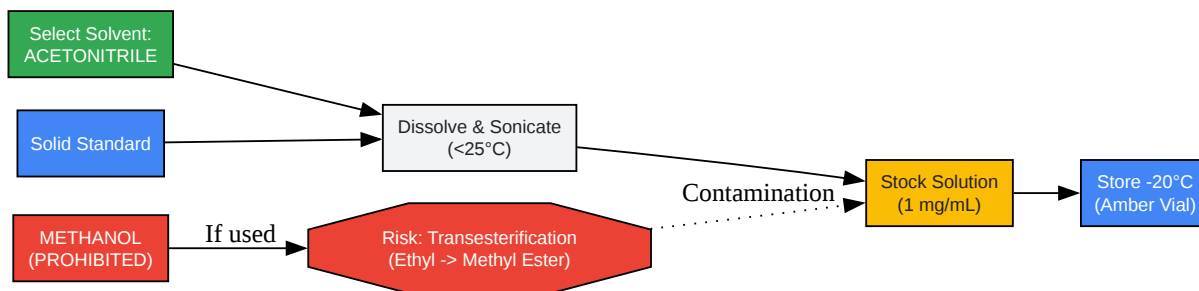 Select Solvent:
ACETONITRILE
Solid Standard
Dissolve & Sonicate
(<25°C)
METHANOL
(PROHIBITED)
If used
Risk: Transesterification
(Ethyl -> Methyl Ester)
Contamination
Stock Solution
(1 mg/mL)
Store -20°C
(Amber Vial)